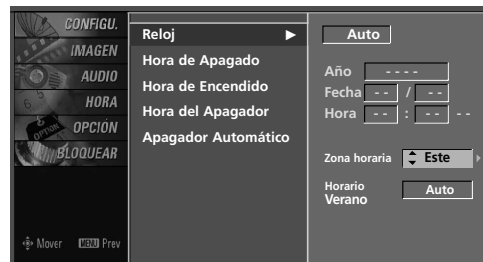 CONFIGU.
IMAGEN
AUDIO
HORA
OPCIÓN
BLOQUEAR
Mover MENU Prev
Reloj
Hora de Apagado
Hora de Encendido
Hora del Apagador
Apagador Automático
Auto
Año - - - -
Fecha - - / - -
Hora - - : - - - -
Zona horaria Este
Horario
Verano Auto